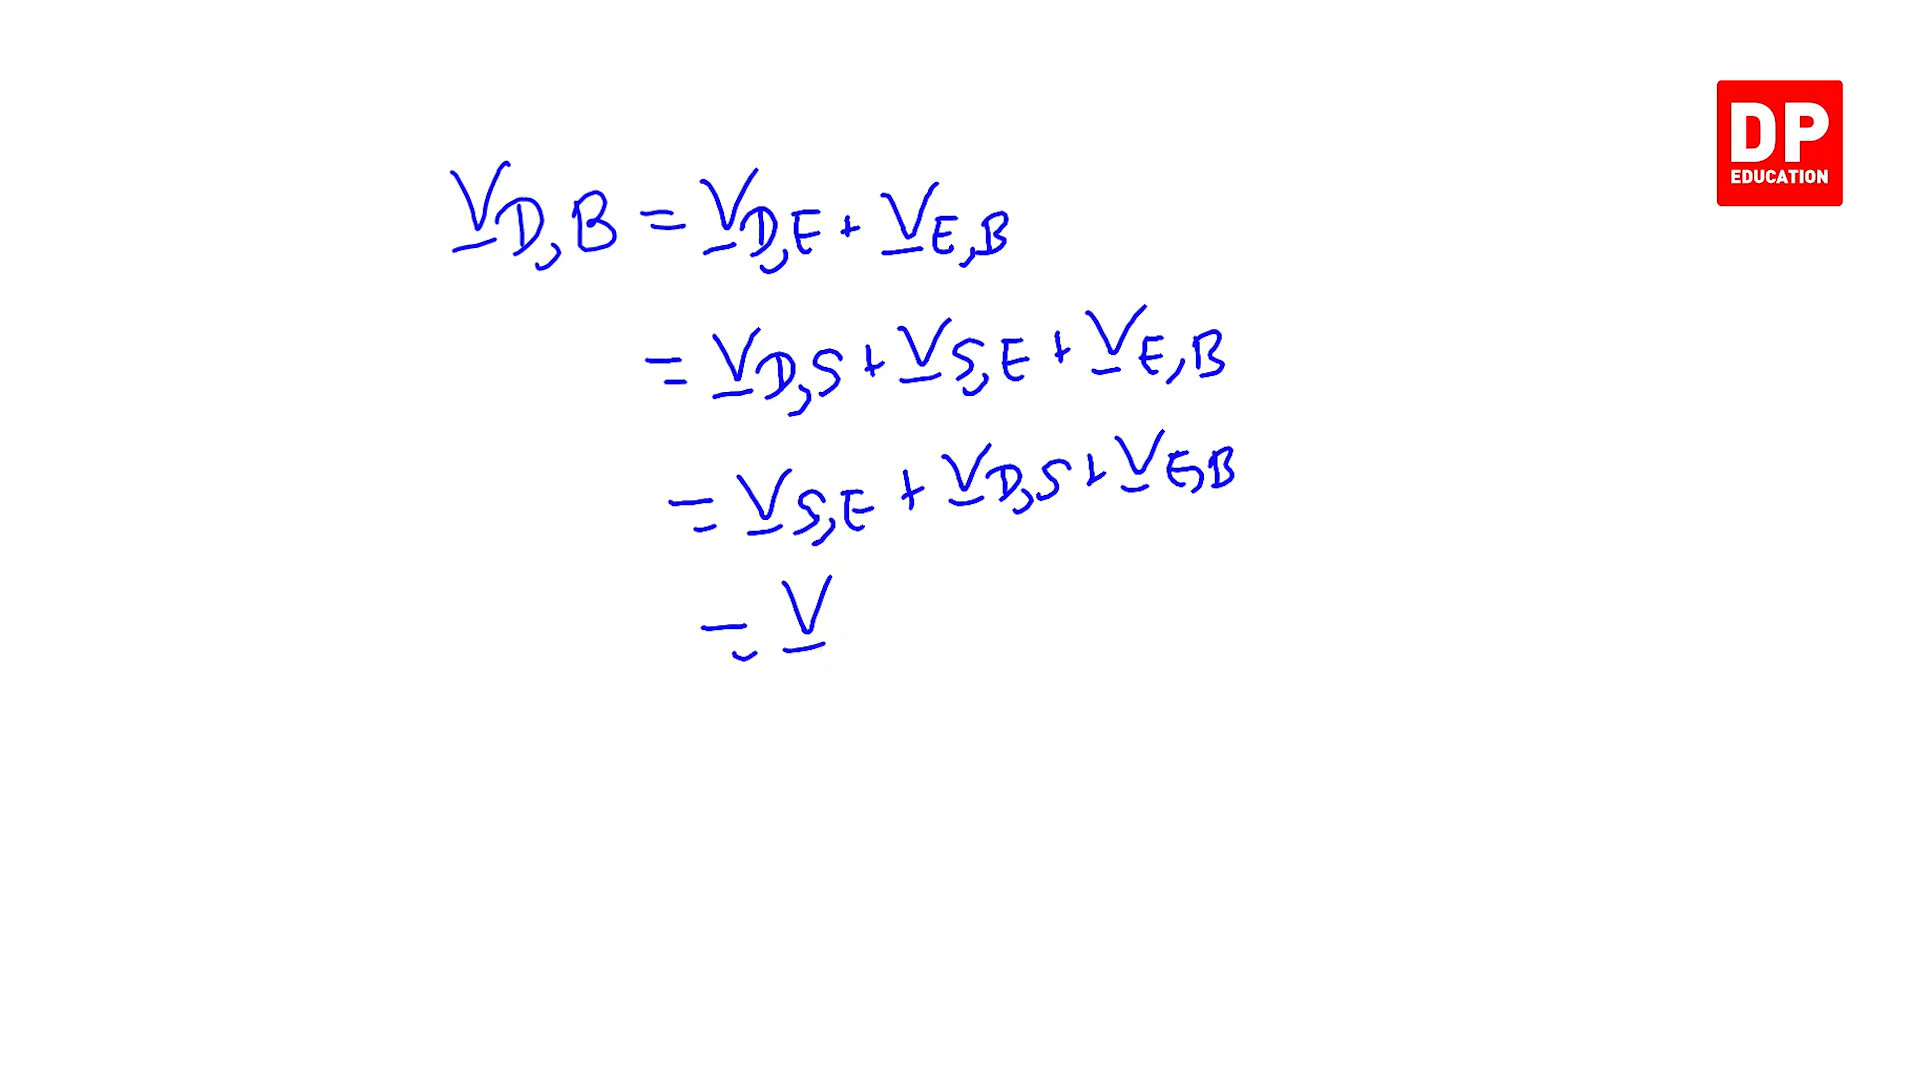 DP
EDUCATION
V̲D,B = V̲D,E + V̲E,B
= V̲D,S + V̲S,E + V̲E,B
= V̲S,E + V̲D,S + V̲E,B
= V̲